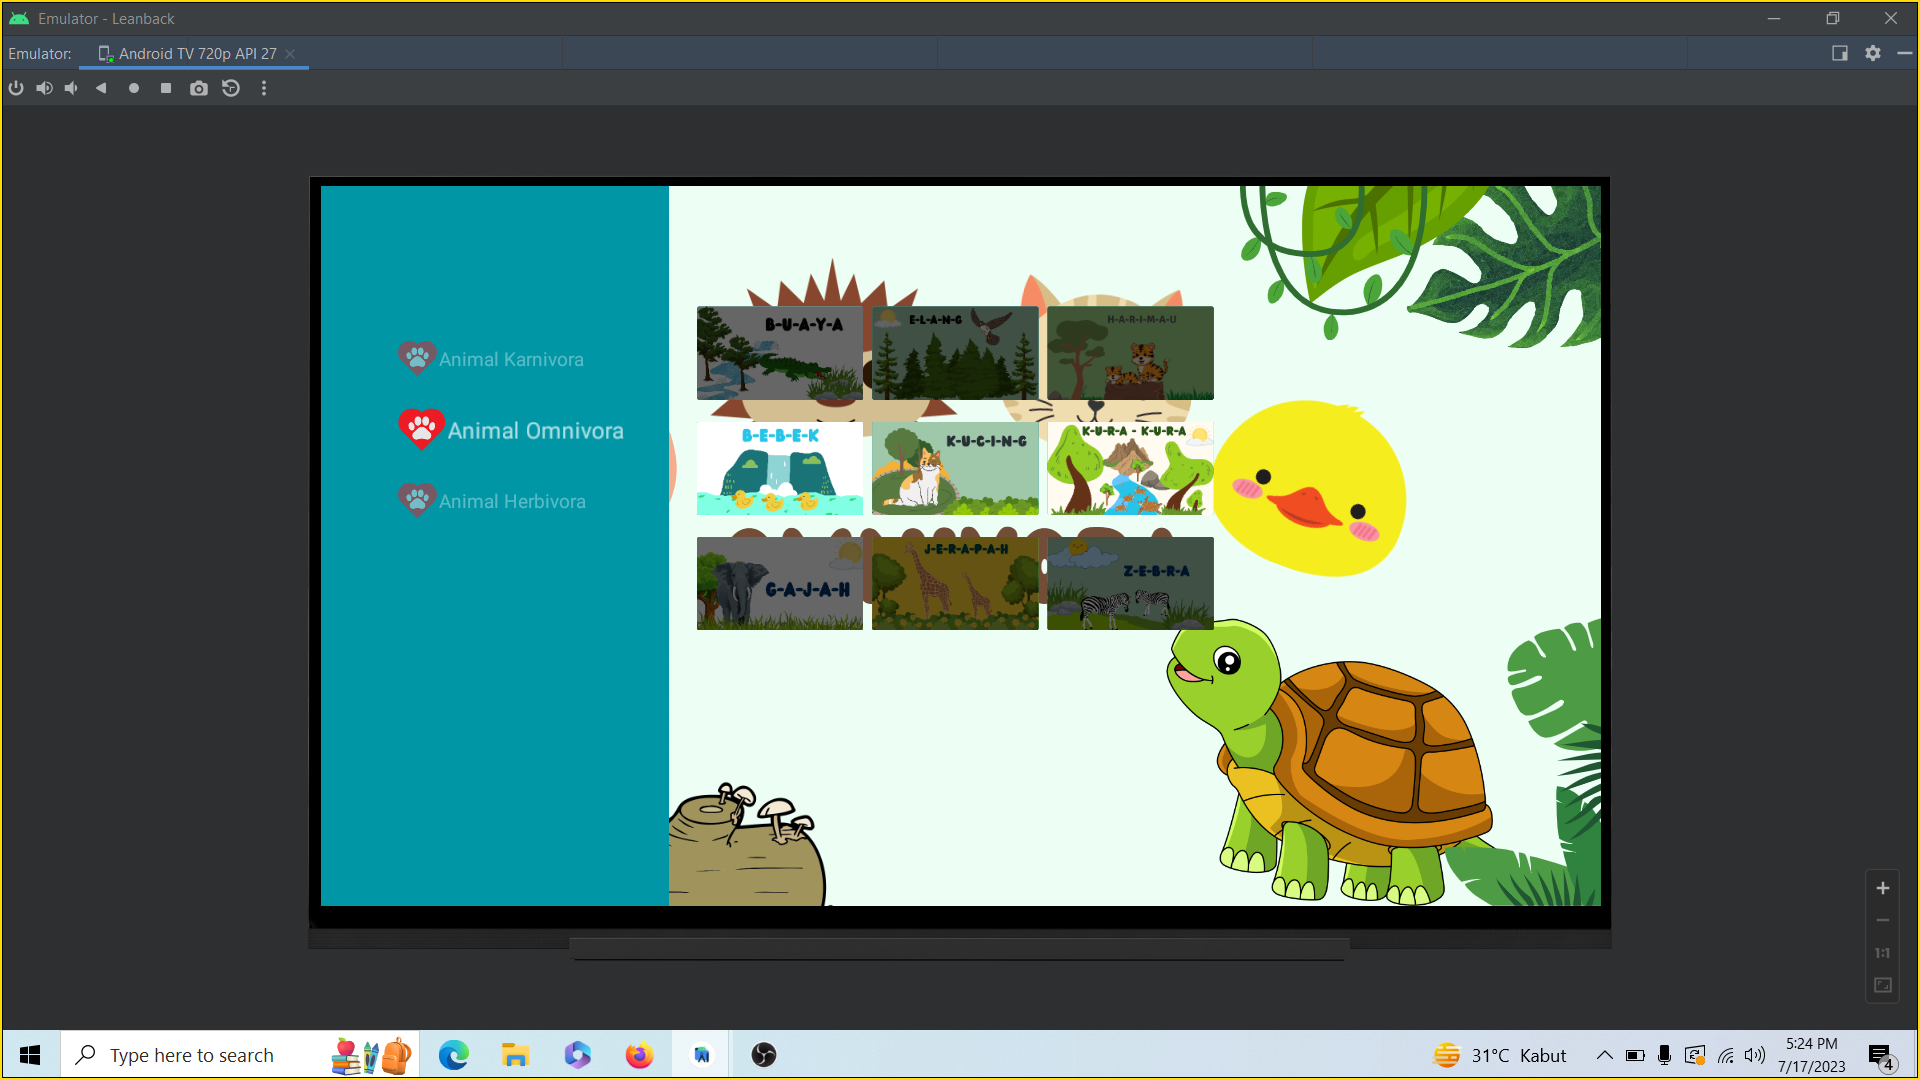 Emulator - Leanback
Emulator:
Android TV 720p API 27
Animal Karnivora
Animal Omnivora
Animal Herbivora
B-U-A-Y-A
E-L-A-N-G
H-A-R-I-M-A-U
B-E-B-E-K
K-U-C-I-N-G
K-U-R-A - K-U-R-A
G-A-J-A-H
J-E-R-A-P-A-H
Z-E-B-R-A
1:1
Type here to search
31°C Kabut
5:24 PM
7/17/2023
4